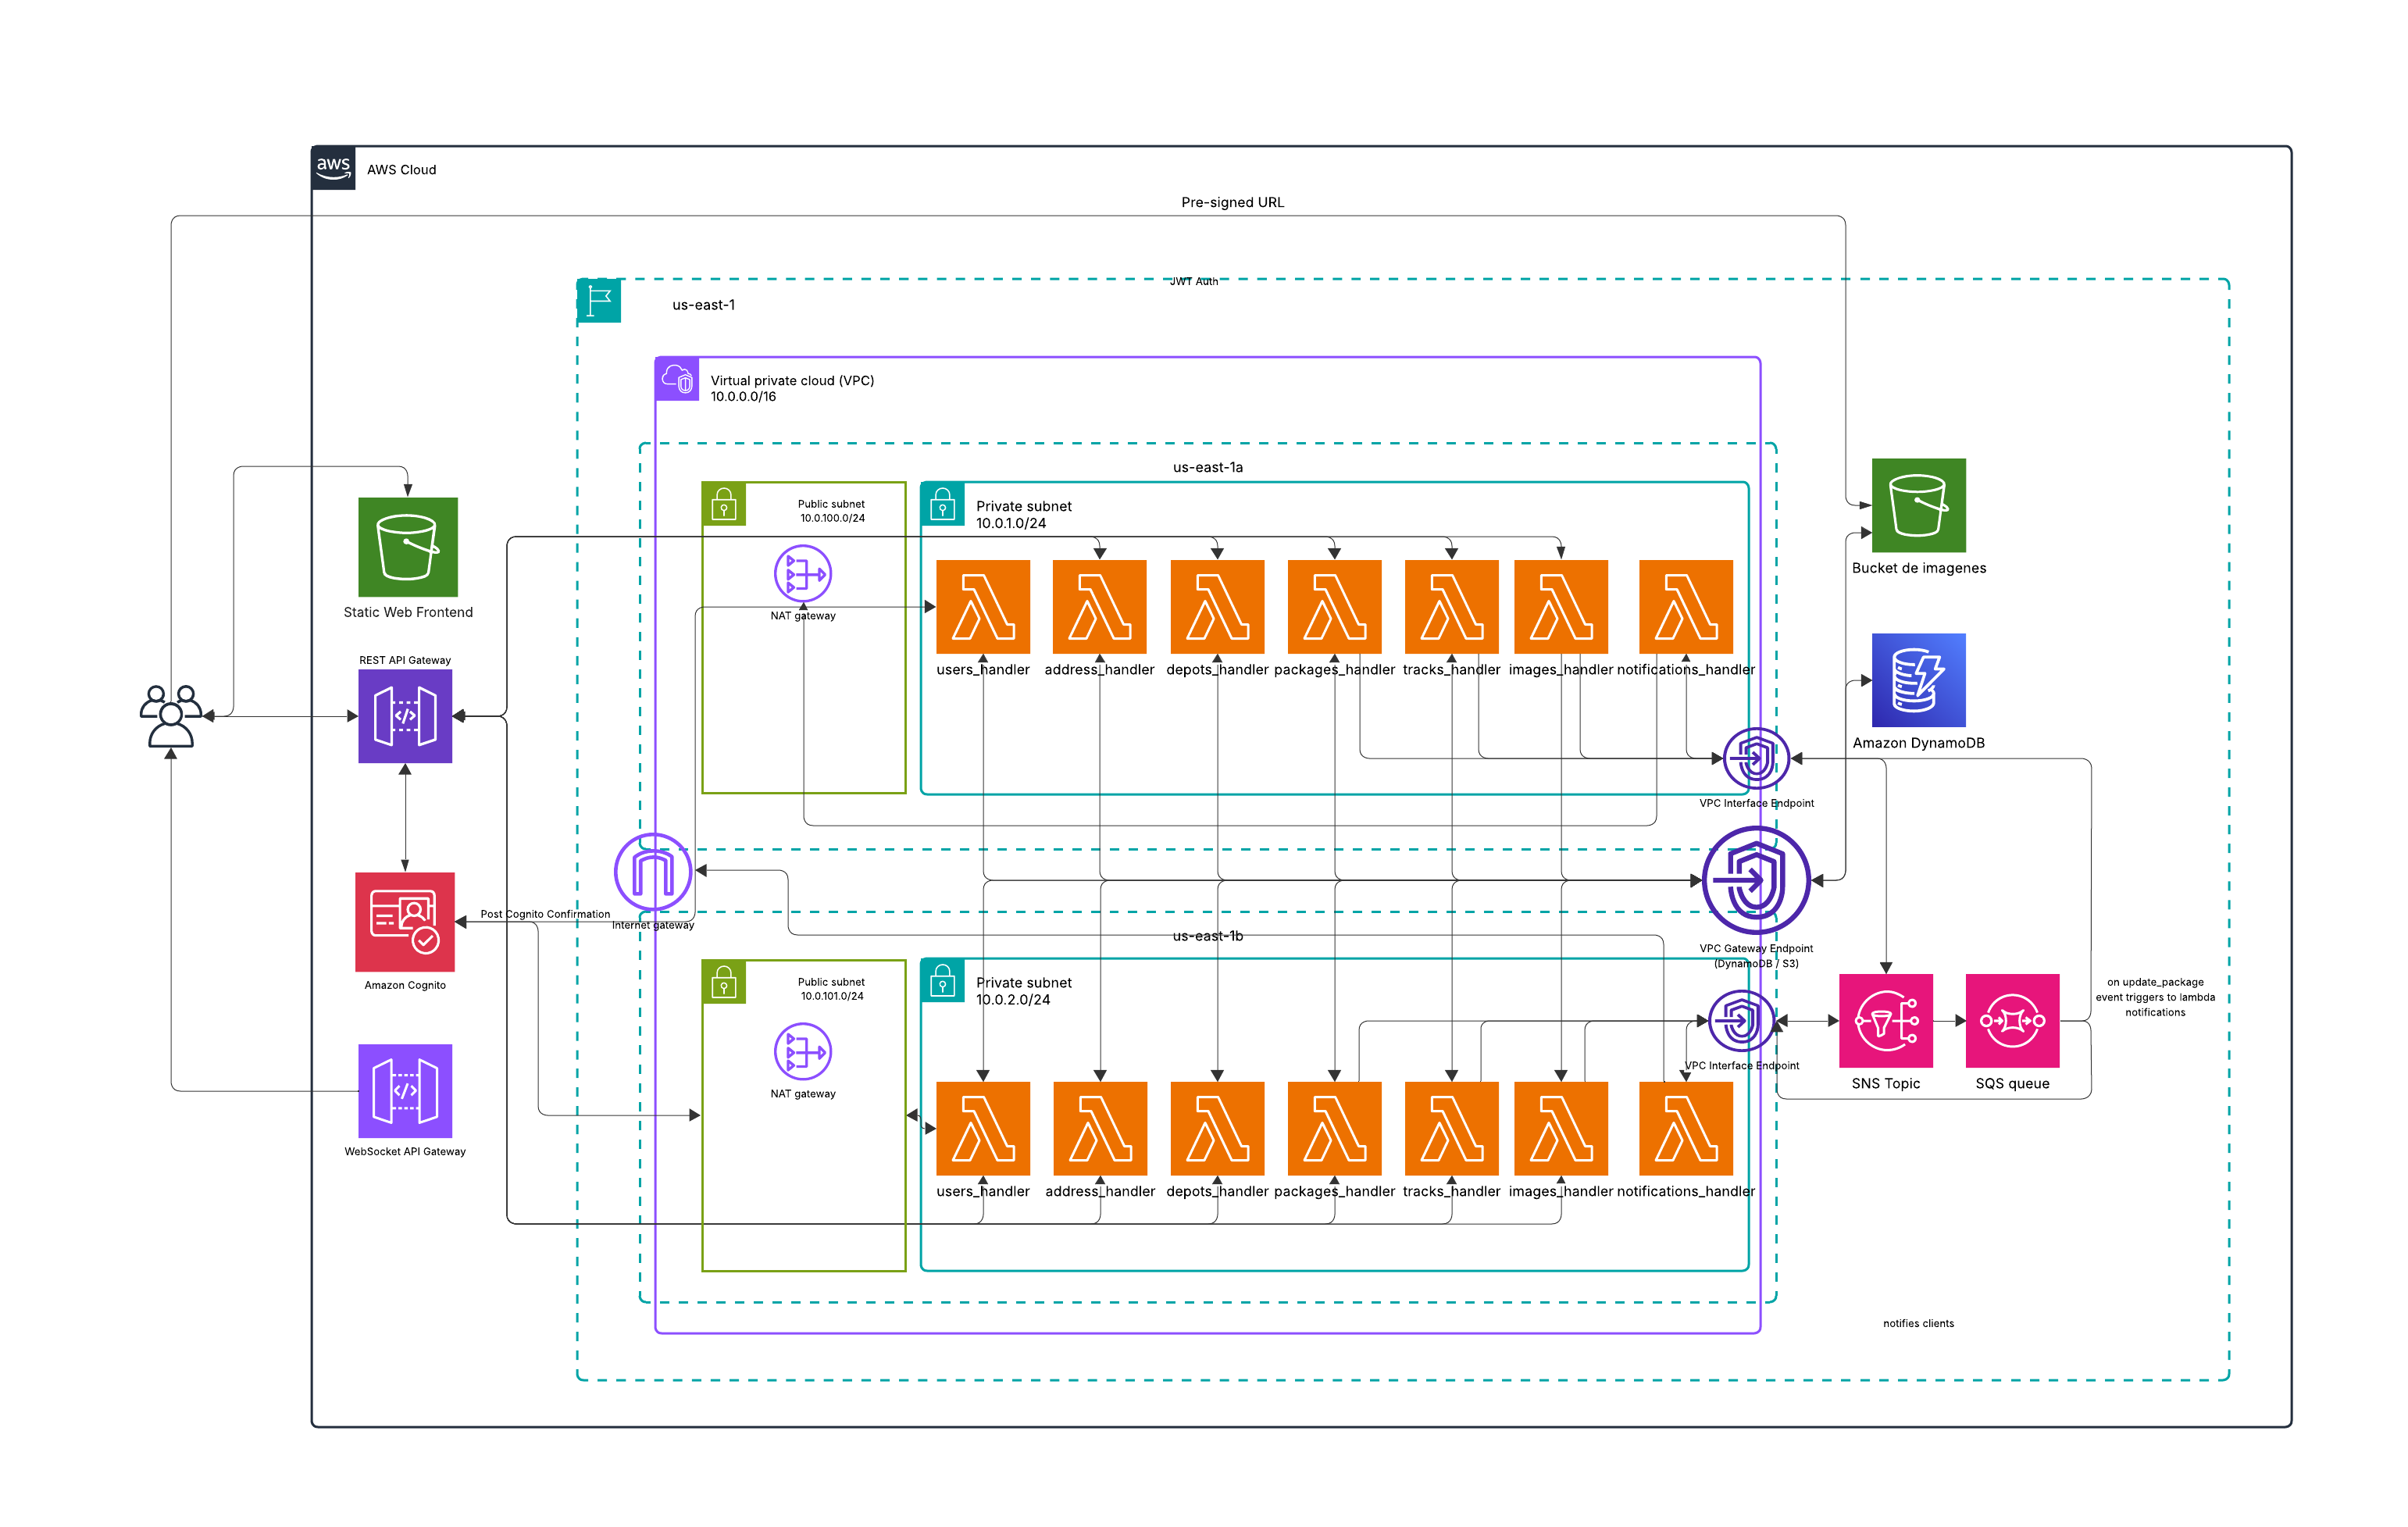 aws
AWS Cloud
Pre-signed URL
JWT Auth
us-east-1
Virtual private cloud (VPC)
10.0.0.0/16
us-east-1a
Public subnet
10.0.100.0/24
Private subnet
10.0.1.0/24
NAT gateway
Static Web Frontend
Bucket de imagenes
users_handler
address_handler
depots_handler
packages_handler
tracks_handler
images_handler
notifications_handler
REST API Gateway
Amazon DynamoDB
VPC Interface Endpoint
Post Cognito Confirmation
Internet gateway
us-east-1b
VPC Gateway Endpoint
(DynamoDB / S3)
Amazon Cognito
Public subnet
10.0.101.0/24
Private subnet
10.0.2.0/24
on update_package
event triggers to lambda
notifications
NAT gateway
VPC Interface Endpoint
SNS Topic
SQS queue
WebSocket API Gateway
users_handler
address_handler
depots_handler
packages_handler
tracks_handler
images_handler
notifications_handler
notifies clients